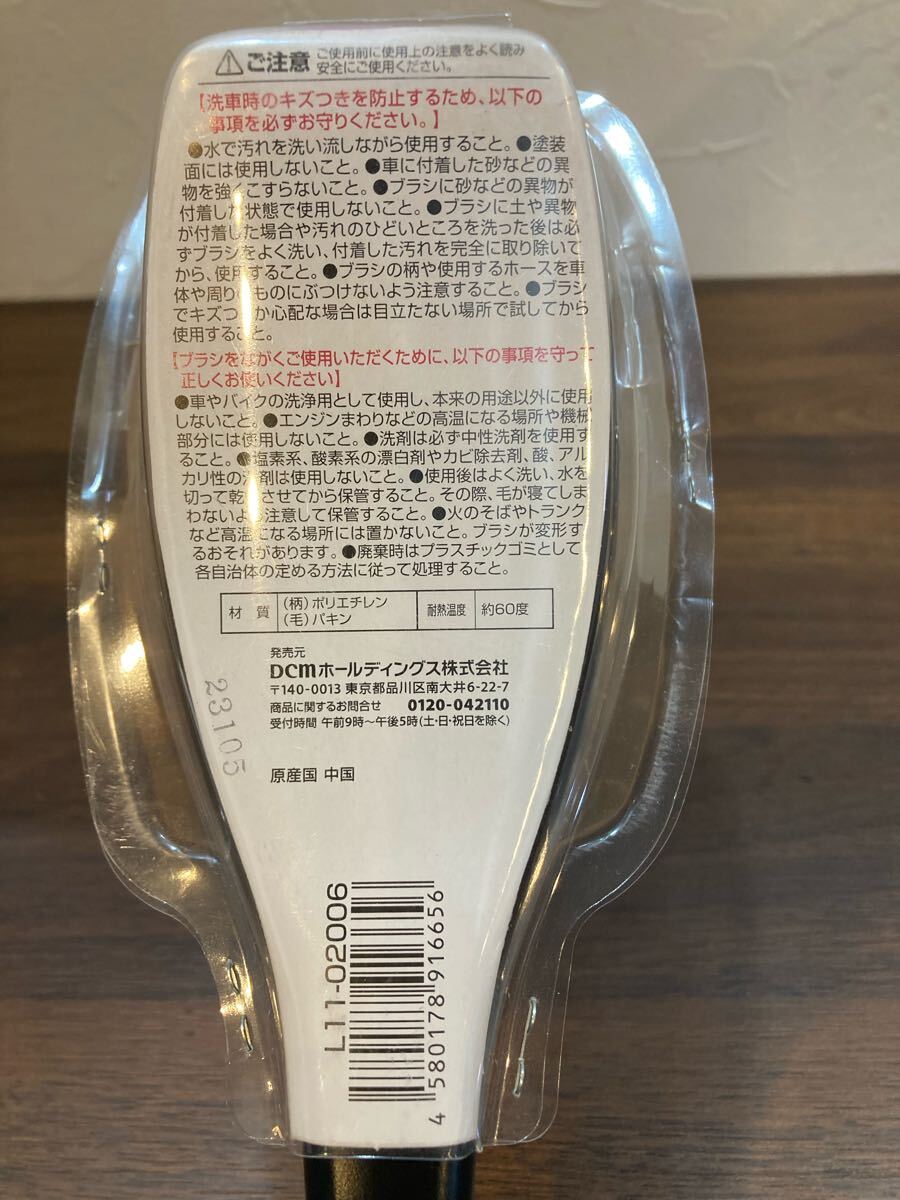 ⚠ご注意 ご使用前に使用上の注意をよく読み
安全にご使用ください。
【洗車時のキズつきを防止するため、以下の
事項を必ずお守りください。】
●水で汚れを洗い流しながら使用すること。●塗装
面には使用しないこと。●車に付着した砂などの異
物を強くこすらないこと。●ブラシに砂などの異物が
付着した状態で使用しないこと。●ブラシに土や異物
が付着した場合や汚れのひどいところを洗った後は必
ずブラシをよく洗い、付着した汚れを完全に取り除いて
から、使用すること。●ブラシの柄や使用するホースを車
体や周りのものにぶつけないよう注意すること。●ブラシ
でキズつきが心配な場合は目立たない場所で試してから
使用すること。
【ブラシをながくご使用いただくために、以下の事項を守って
正しくお使いください】
●車やバイクの洗浄用として使用し、本来の用途以外に使用
しないこと。●エンジンまわりなどの高温になる場所や機械
部分には使用しないこと。●洗剤は必ず中性洗剤を使用す
ること。●塩素系、酸素系の漂白剤やカビ除去剤、酸、アル
カリ性の洗剤は使用しないこと。●使用後はよく洗い、水を
切って乾燥させてから保管すること。その際、毛が寝てしま
わないよう注意して保管すること。●火のそばやトランク
など高温になる場所には置かないこと。ブラシが変形す
るおそれがあります。●廃棄時はプラスチックゴミとして
各自治体の定める方法に従って処理すること。
材 質 (柄)ポリエチレン 耐熱温度 約60度
(毛)パキン
発売元
DCMホールディングス株式会社
〒140-0013 東京都品川区南大井6-22-7
商品に関するお問合せ 0120-042110
受付時間 午前9時～午後5時(土・日・祝日を除く)
23105
原産国 中国
L11-02006
4 580178 916656